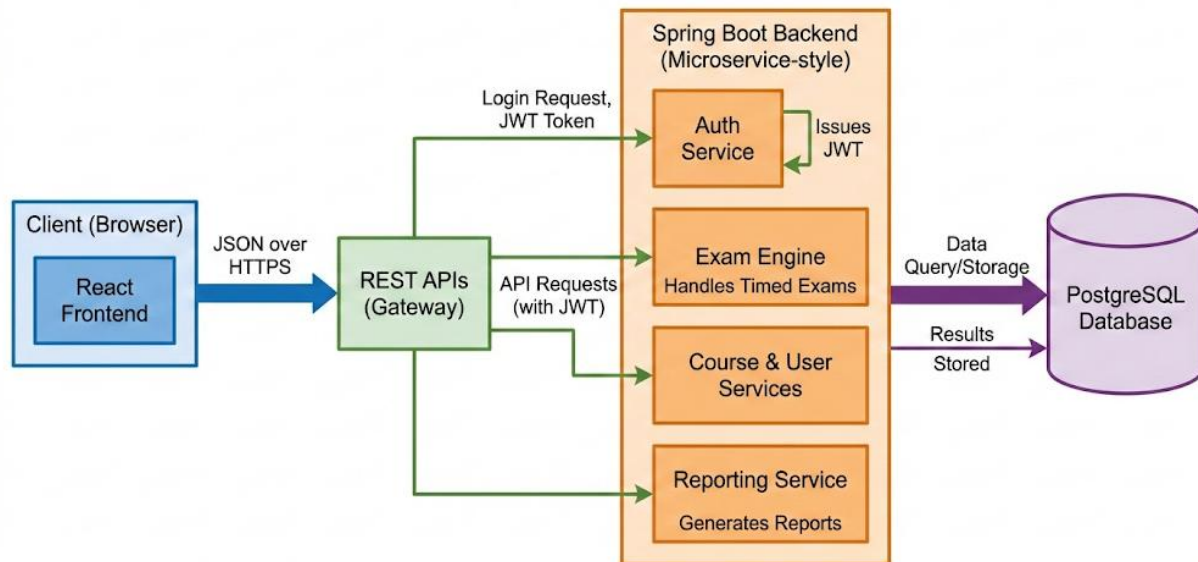 Client (Browser)
React
Frontend
JSON over
HTTPS
REST APIs
(Gateway)
Login Request,
JWT Token
API Requests
(with JWT)
Spring Boot Backend
(Microservice-style)
Auth
Service
Issues
JWT
Exam Engine
Handles Timed Exams
Course & User
Services
Reporting Service
Generates Reports
Data
Query/Storage
Results
Stored
PostgreSQL
Database